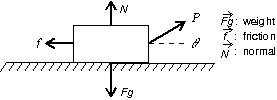 N
P
f
θ
Fg
Fg: weight
f: friction
N: normal